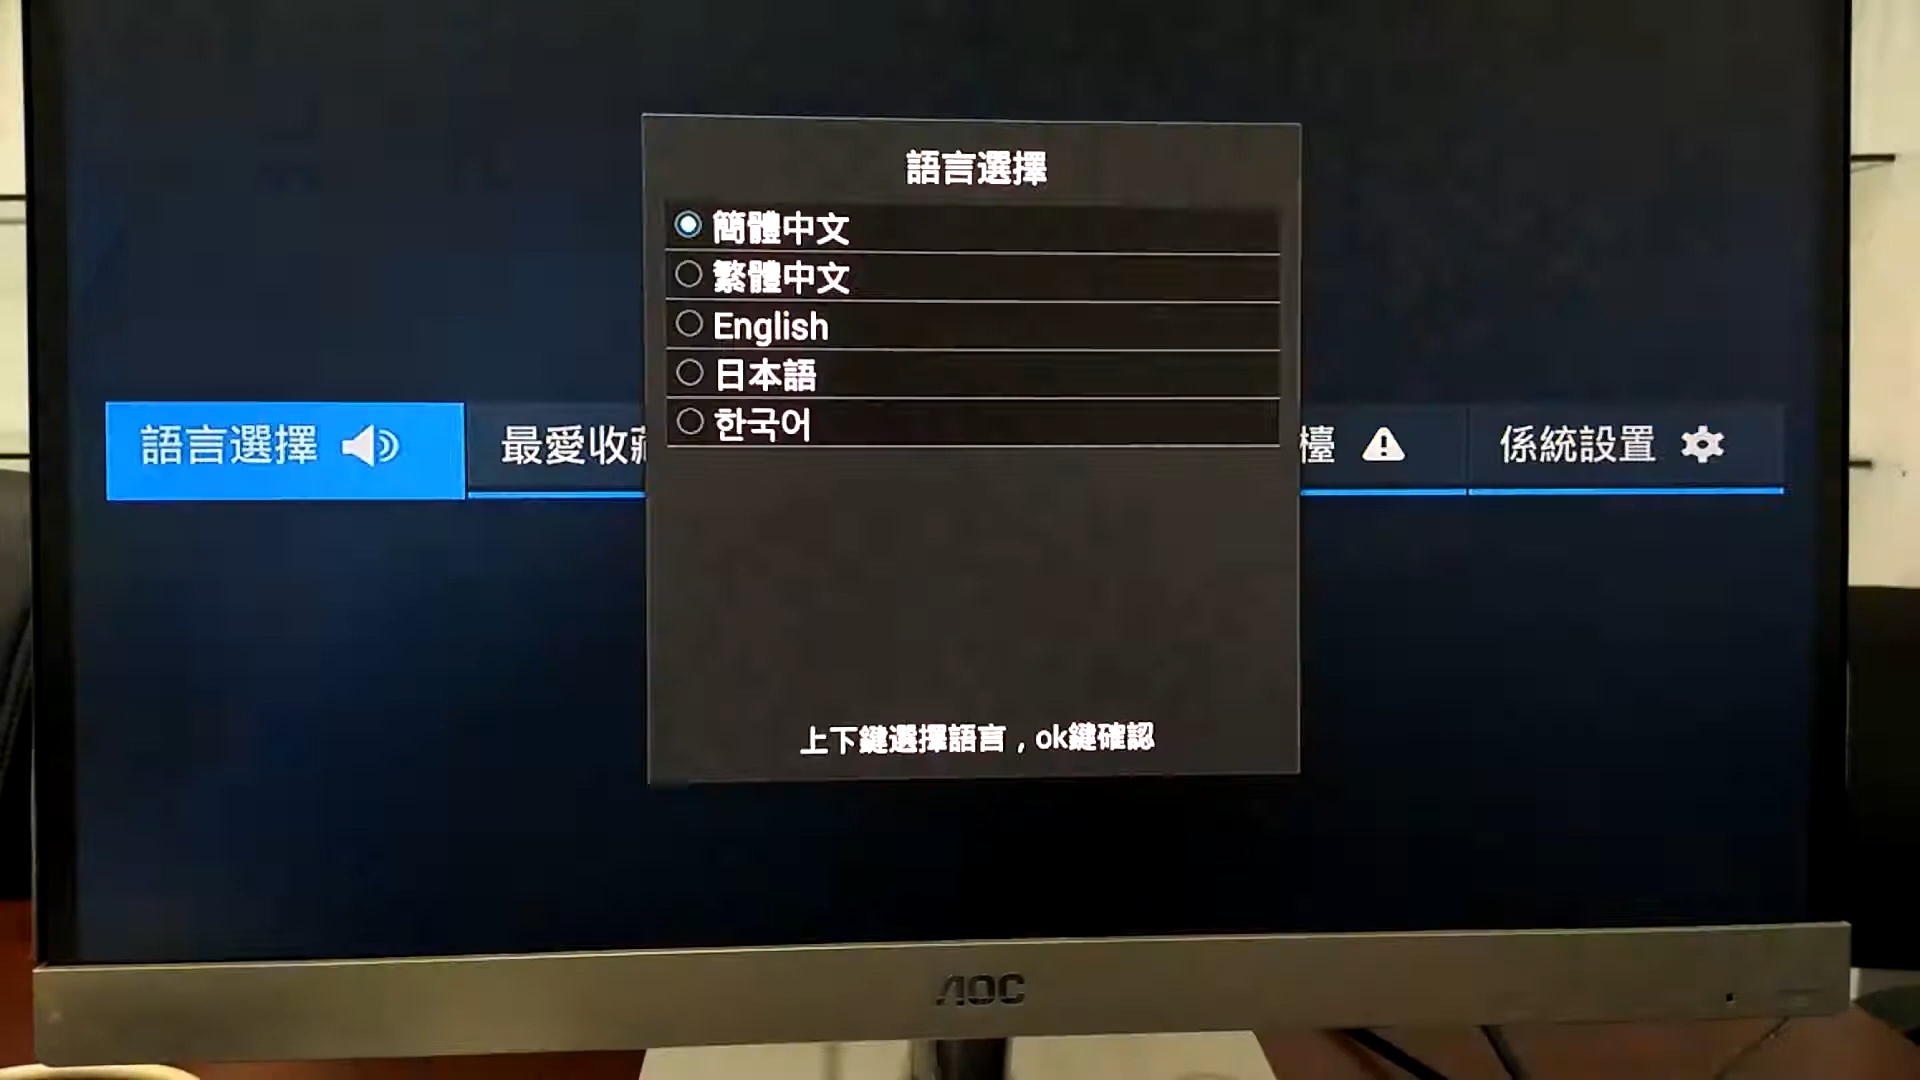 語言選擇
簡體中文
繁體中文
English
日本語
한국어
上下鍵選擇語言，ok鍵確認
語言選擇
最愛收
檯
係統設置
AOC